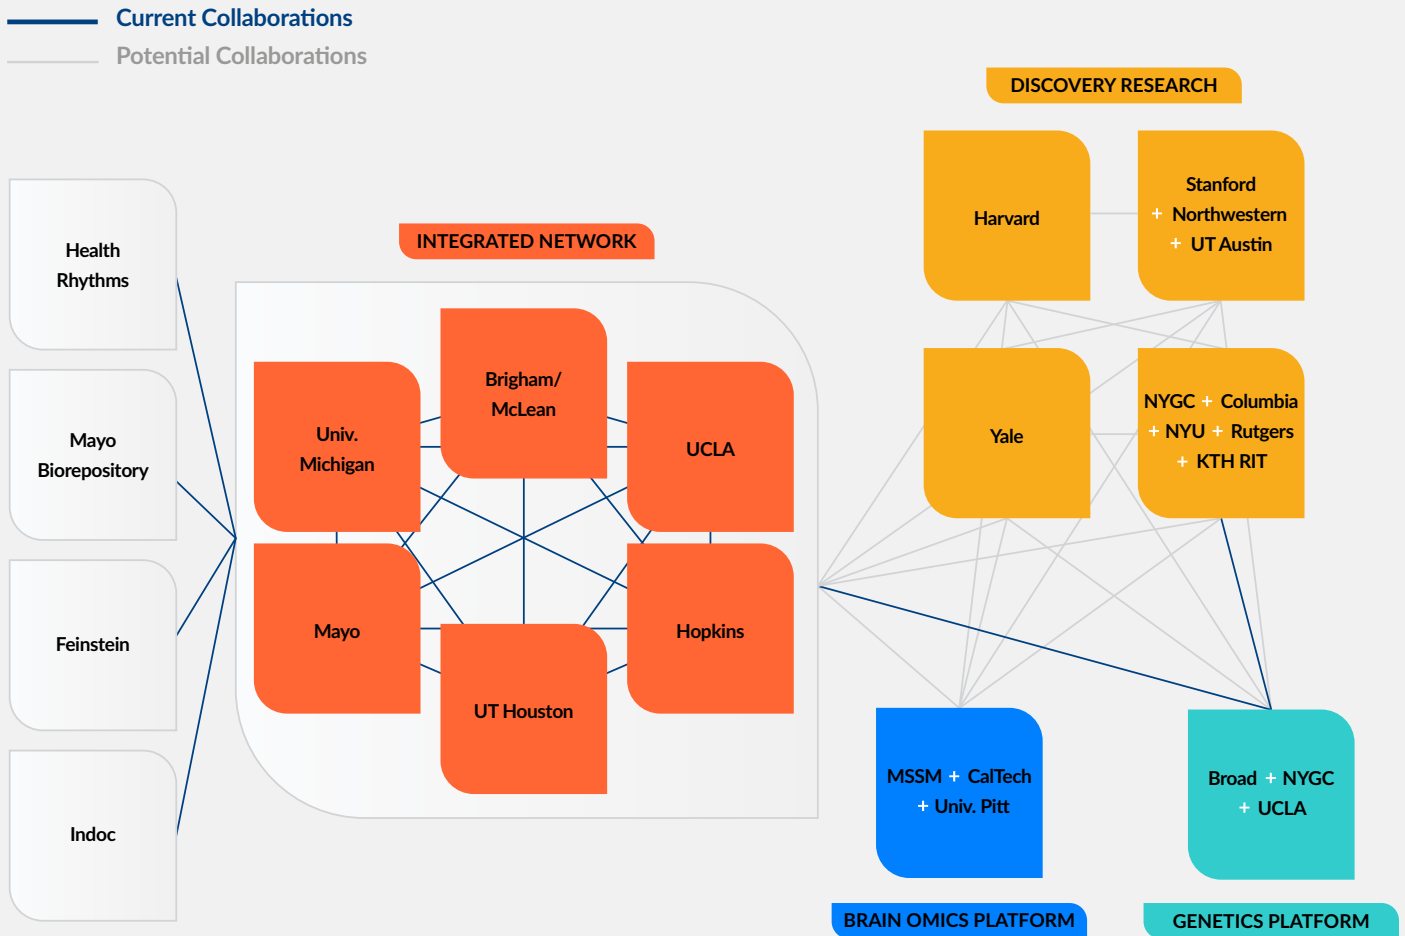 Current Collaborations
Potential Collaborations
DISCOVERY RESEARCH
Harvard
Stanford
+ Northwestern
+ UT Austin
Health
Rhythms
INTEGRATED NETWORK
Brigham/
McLean
Univ.
Michigan
UCLA
Mayo
Biorepository
Yale
NYGC + Columbia
+ NYU + Rutgers
+ KTH RIT
Feinstein
Mayo
Hopkins
UT Houston
Indoc
MSSM + CalTech
+ Univ. Pitt
Broad + NYGC
+ UCLA
BRAIN OMICS PLATFORM
GENETICS PLATFORM